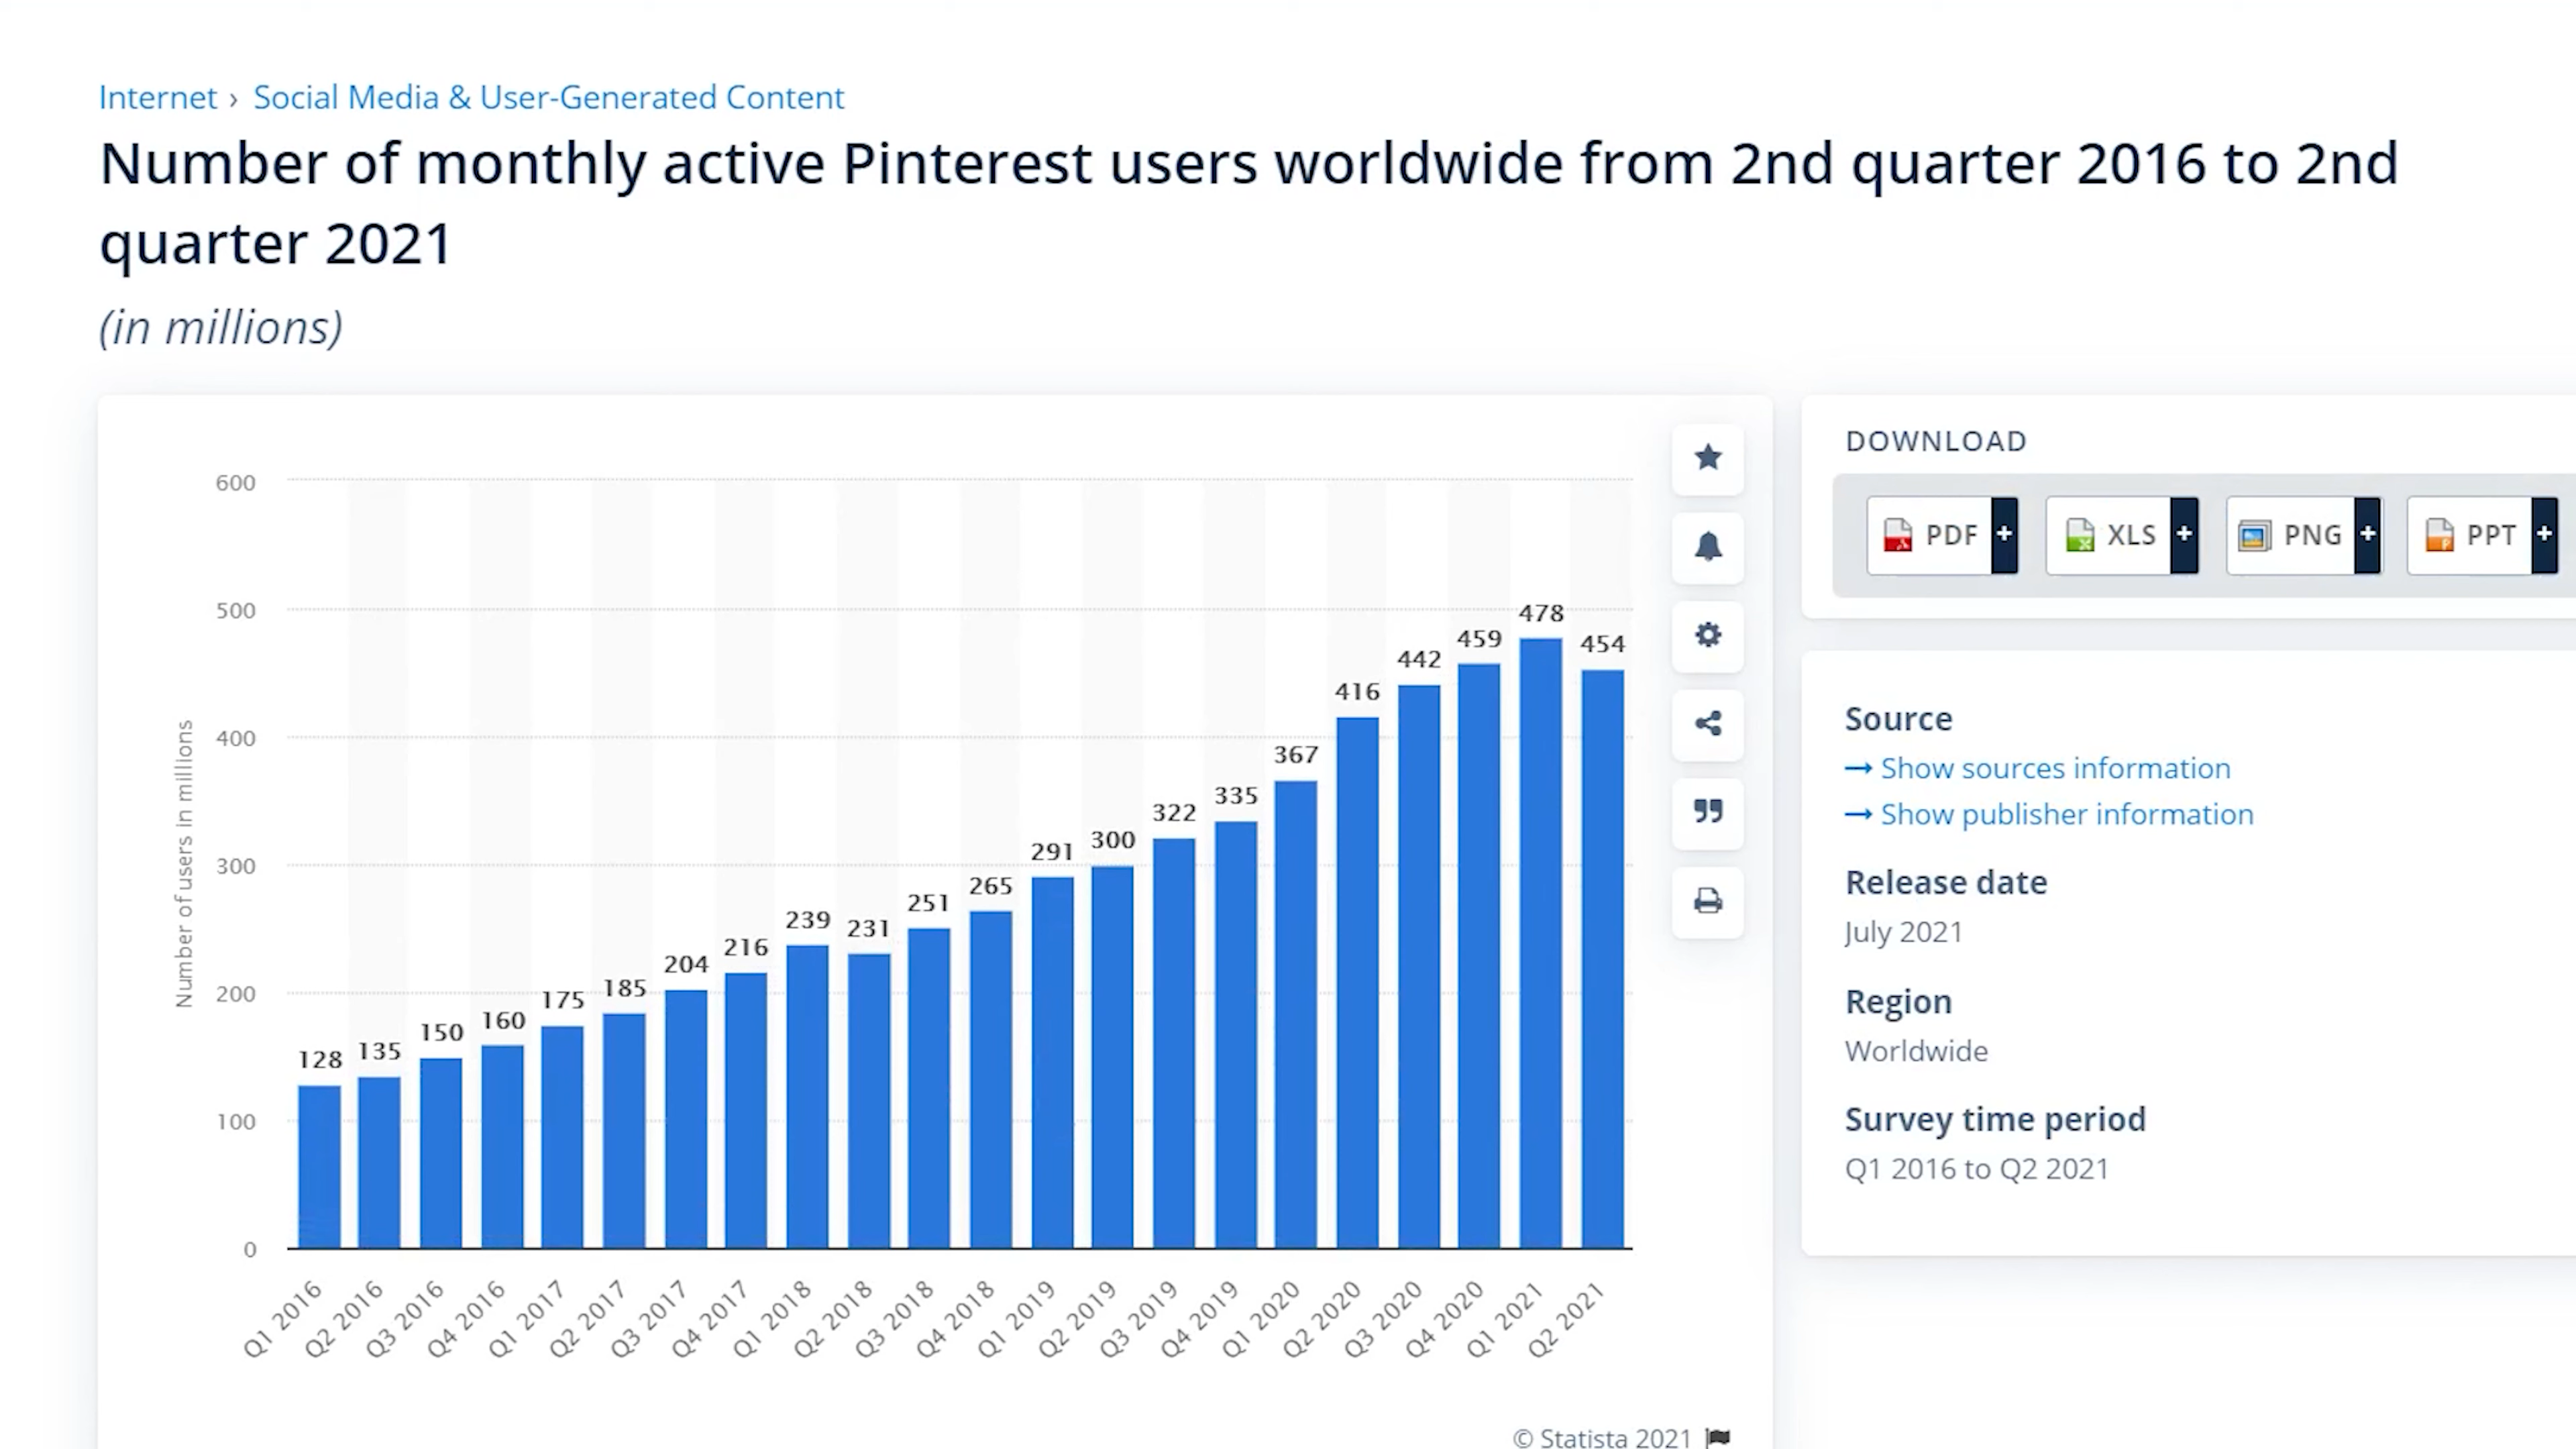 Internet › Social Media & User-Generated Content
Number of monthly active Pinterest users worldwide from 2nd quarter 2016 to 2nd
quarter 2021
(in millions)
Number of users in millions
600
500
400
300
200
100
0
128
135
150
160
175
185
204
216
239
231
251
265
291
300
322
335
367
416
442
459
478
454
Q1 2016
Q2 2016
Q3 2016
Q4 2016
Q1 2017
Q2 2017
Q3 2017
Q4 2017
Q1 2018
Q2 2018
Q3 2018
Q4 2018
Q1 2019
Q2 2019
Q3 2019
Q4 2019
Q1 2020
Q2 2020
Q3 2020
Q4 2020
Q1 2021
Q2 2021
© Statista 2021
DOWNLOAD
PDF + XLS + PNG + PPT +
Source
→ Show sources information
→ Show publisher information
Release date
July 2021
Region
Worldwide
Survey time period
Q1 2016 to Q2 2021